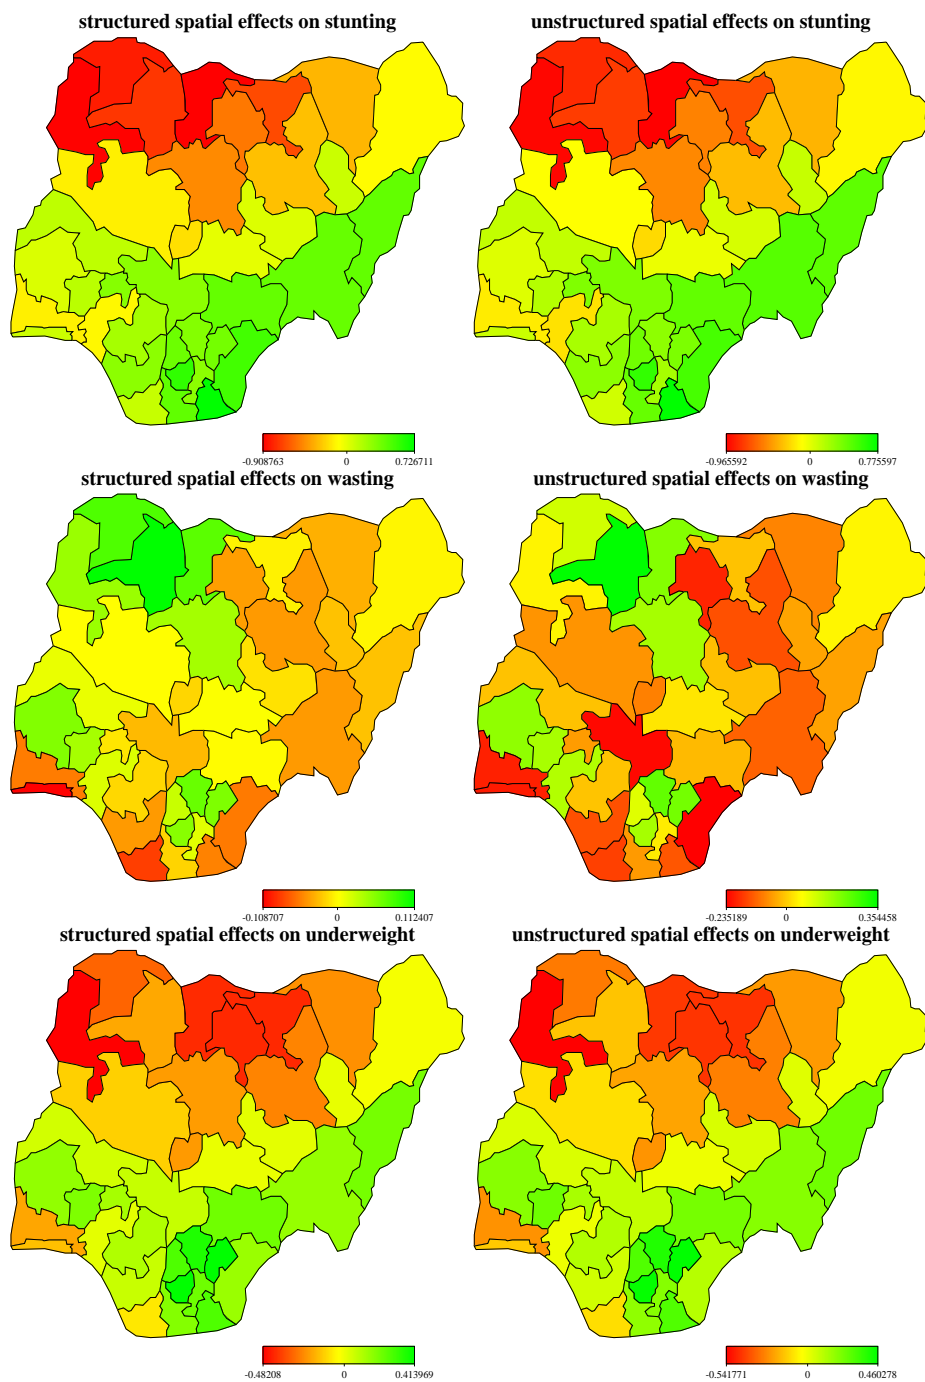 structured spatial effects on stunting
unstructured spatial effects on stunting
-0.908763 0 0.726711
-0.965592 0 0.775597
structured spatial effects on wasting
unstructured spatial effects on wasting
-0.108707 0 0.112407
-0.235189 0 0.354458
structured spatial effects on underweight
unstructured spatial effects on underweight
-0.48208 0 0.413969
-0.541771 0 0.460278